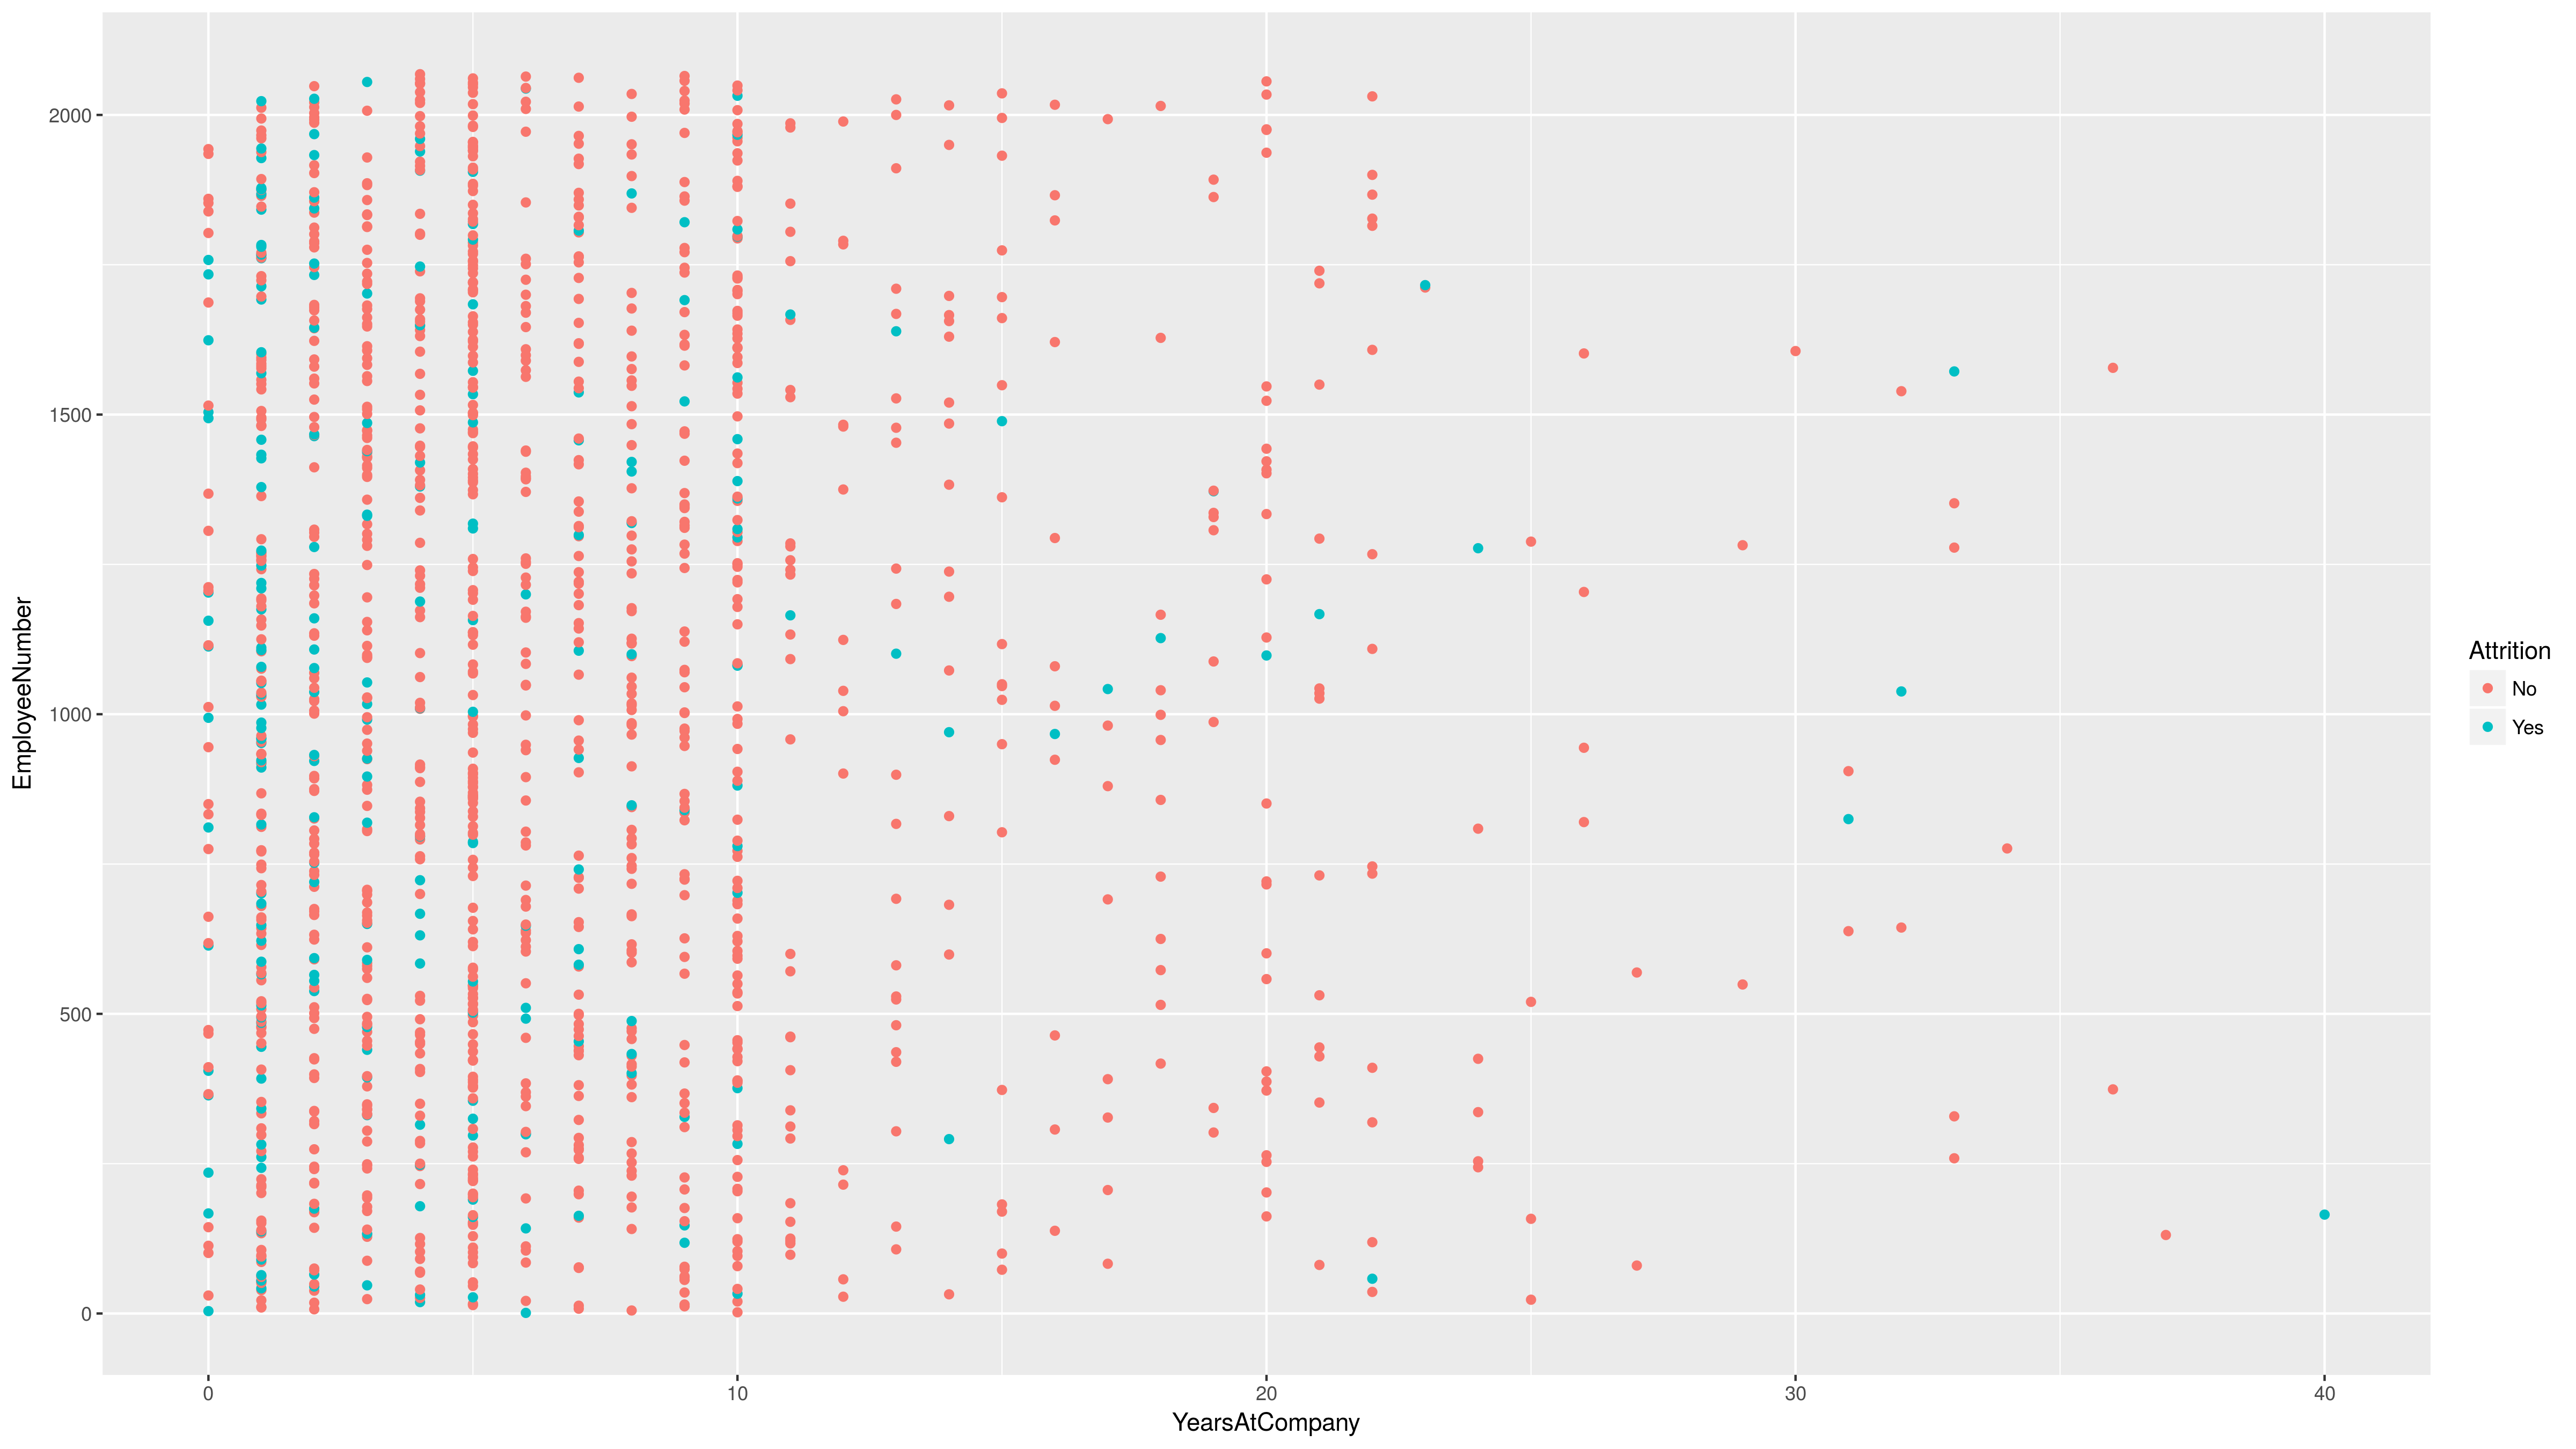 EmployeeNumber
2000
1500
1000
500
0
0 10 20 30 40
YearsAtCompany
Attrition
No
Yes